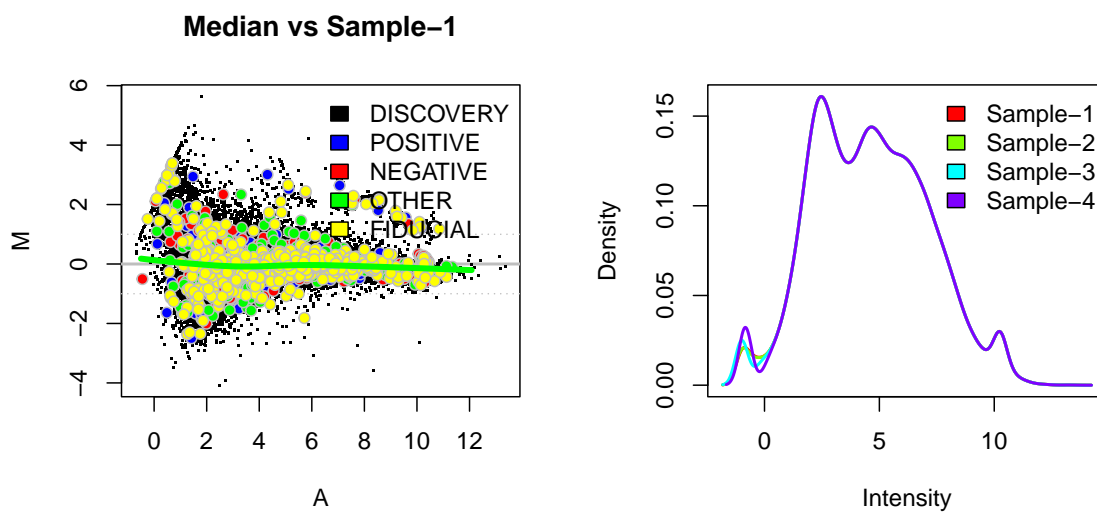 Median vs Sample−1
M
6
4
2
0
−2
−4
DISCOVERY
POSITIVE
NEGATIVE
OTHER
FIDUCIAL
0 2 4 6 8 10 12
A
Density
0.15
0.10
0.05
0.00
Sample−1
Sample−2
Sample−3
Sample−4
0 5 10
Intensity